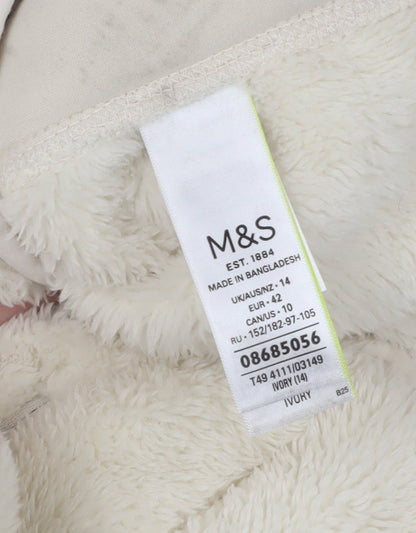 M&S
EST. 1884
MADE IN BANGLADESH
UK/AUS/NZ · 14
EUR · 42
CAN/US · 10
RU · 152/182-97-105
08685056
T49 4111/03149
IVORY (14)
IVORY
B25